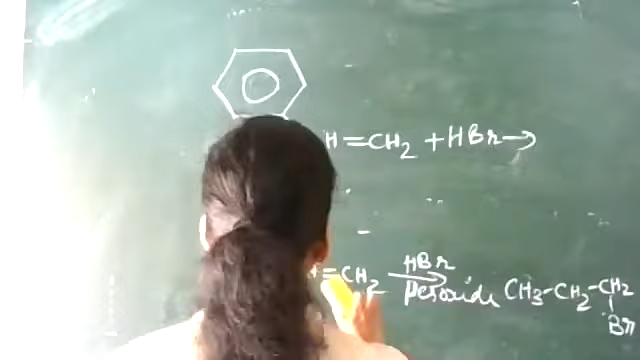 H=CH2 + HBr →
=CH2 HBr → Peroxide CH3-CH2-CH2
Br